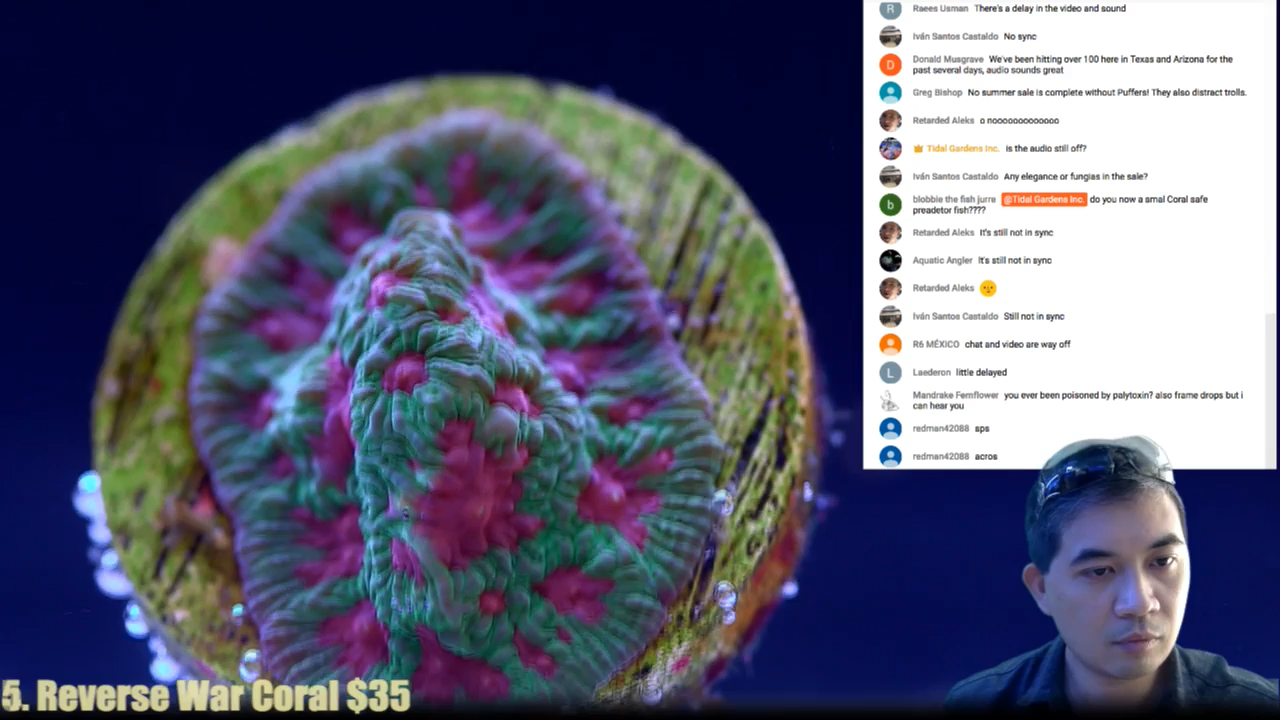 R Raees Usman There's a delay in the video and sound
Iván Santos Castaldo No sync
D Donald Musgrave We've been hitting over 100 here in Texas and Arizona for the
past several days, audio sounds great
Greg Bishop No summer sale is complete without Puffers! They also distract trolls.
Retarded Aleks o nooooooooooooo
Tidal Gardens Inc. is the audio still off?
Iván Santos Castaldo Any elegance or fungias in the sale?
b blobbie the fish jurre @Tidal Gardens Inc. do you now a smal Coral safe
preadetor fish????
Retarded Aleks It's still not in sync
Aquatic Angler It's still not in sync
Retarded Aleks
Iván Santos Castaldo Still not in sync
R6 MÉXICO chat and video are way off
L Laederon little delayed
Mandrake Fernflower you ever been poisoned by palytoxin? also frame drops but i
can hear you
redman42088 sps
redman42088 acros
5. Reverse War Coral $35